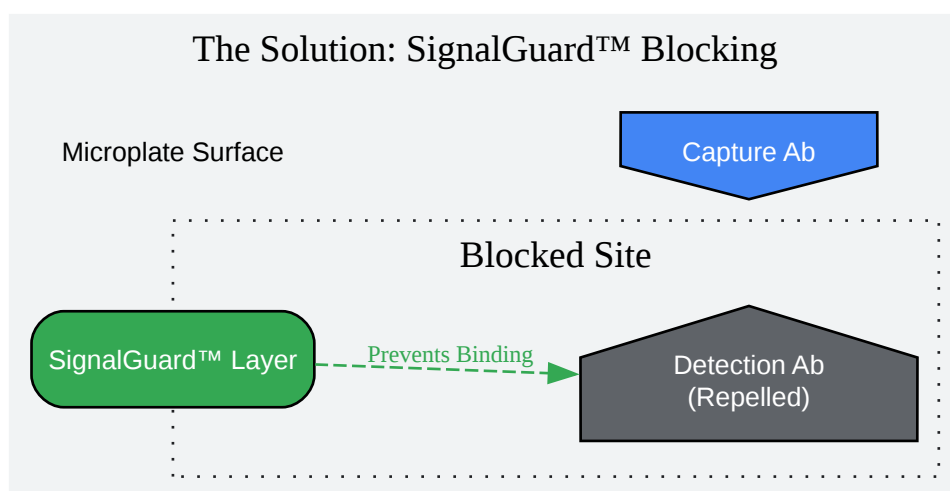 The Solution: SignalGuard™ Blocking
Microplate Surface
Capture Ab
Blocked Site
SignalGuard™ Layer
Prevents Binding
Detection Ab
(Repelled)